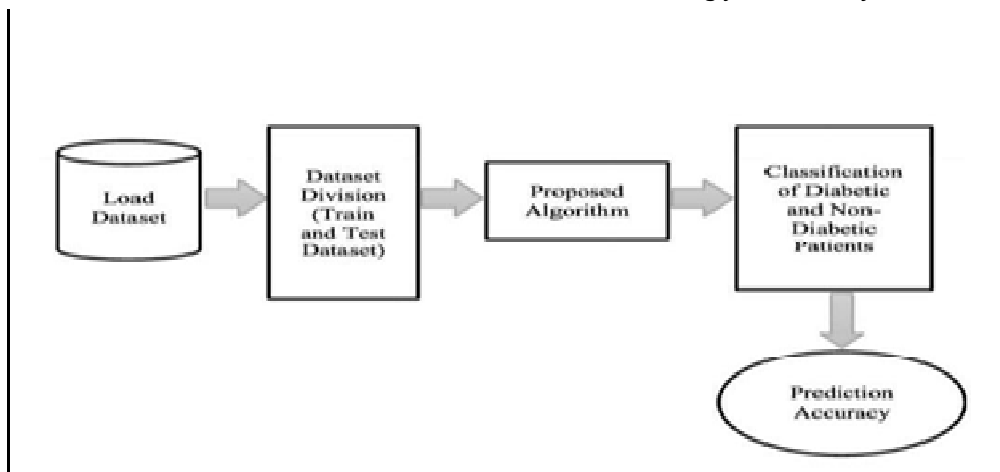 Load
Dataset
Dataset
Division
(Train
and Test
Dataset)
Proposed
Algorithm
Classification
of Diabetic
and Non-
Diabetic
Patients
Prediction
Accuracy